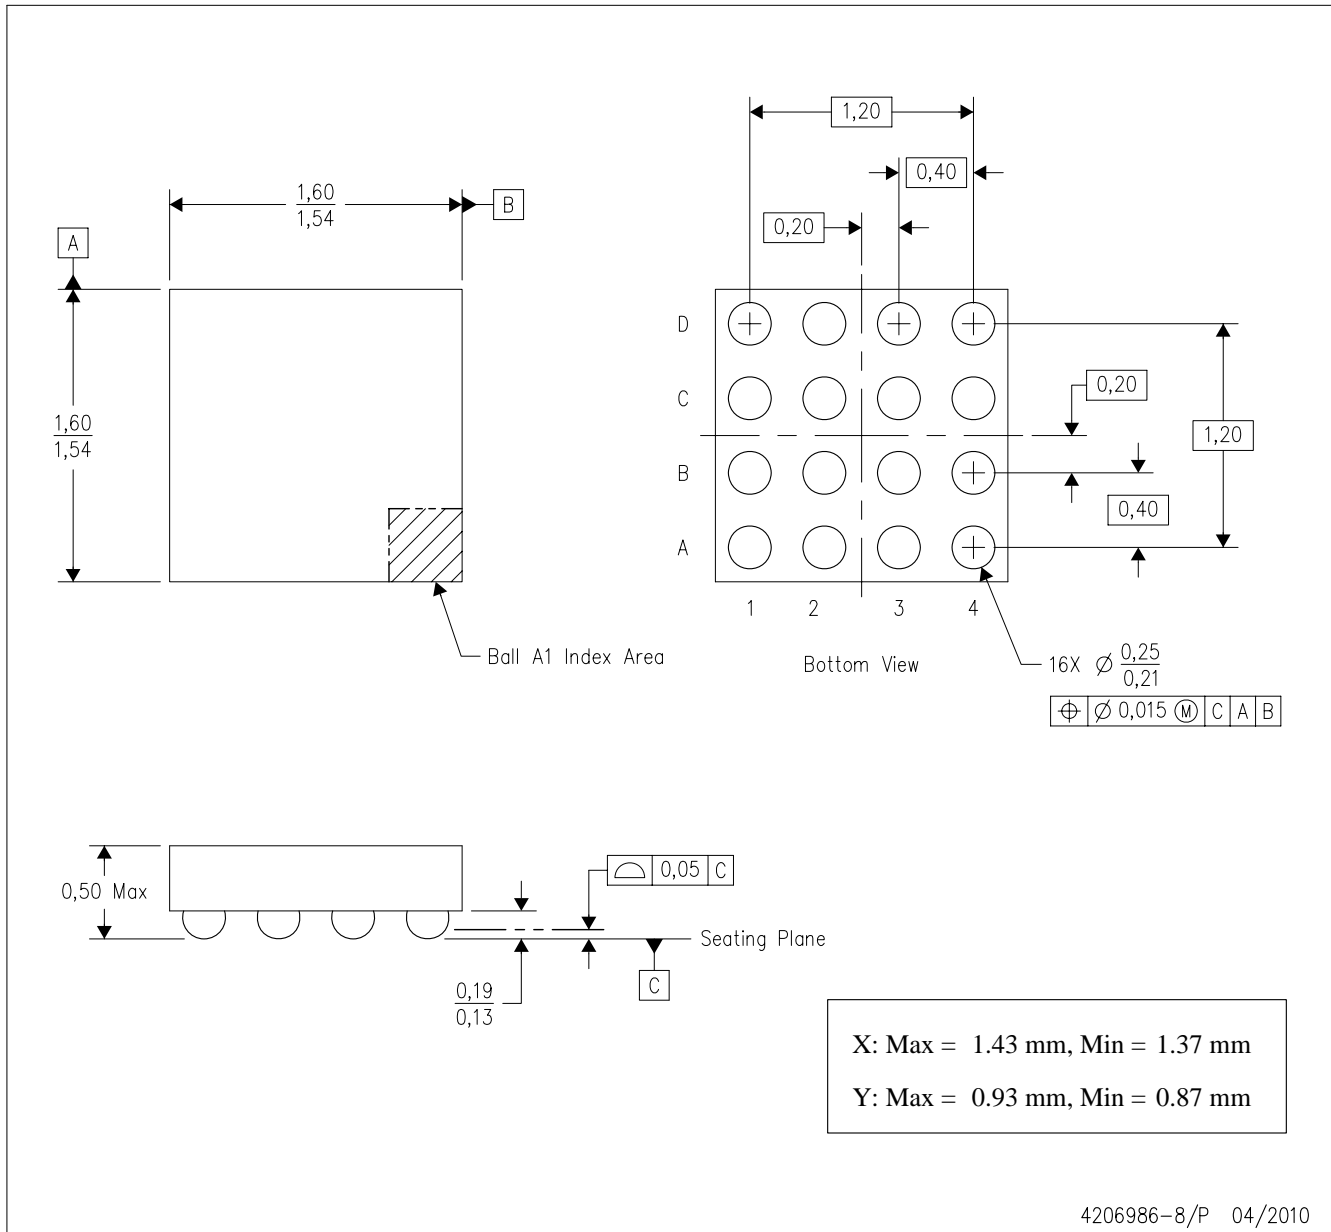 1,20
0,40
1,60
1,54
B
0,20
A
D
C
0,20
1,60
1,54
1,20
B
0,40
A
1 2 3 4
Ball A1 Index Area
Bottom View
16X Ø 0,25
0,21
⌖ Ø 0,015 Ⓜ C A B
0,50 Max
⌓ 0,05 C
Seating Plane
C
0,19
0,13
X: Max = 1.43 mm, Min = 1.37 mm
Y: Max = 0.93 mm, Min = 0.87 mm
4206986-8/P 04/2010